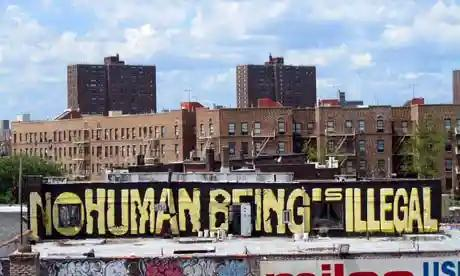 NO HUMAN BEING IS ILLEGAL